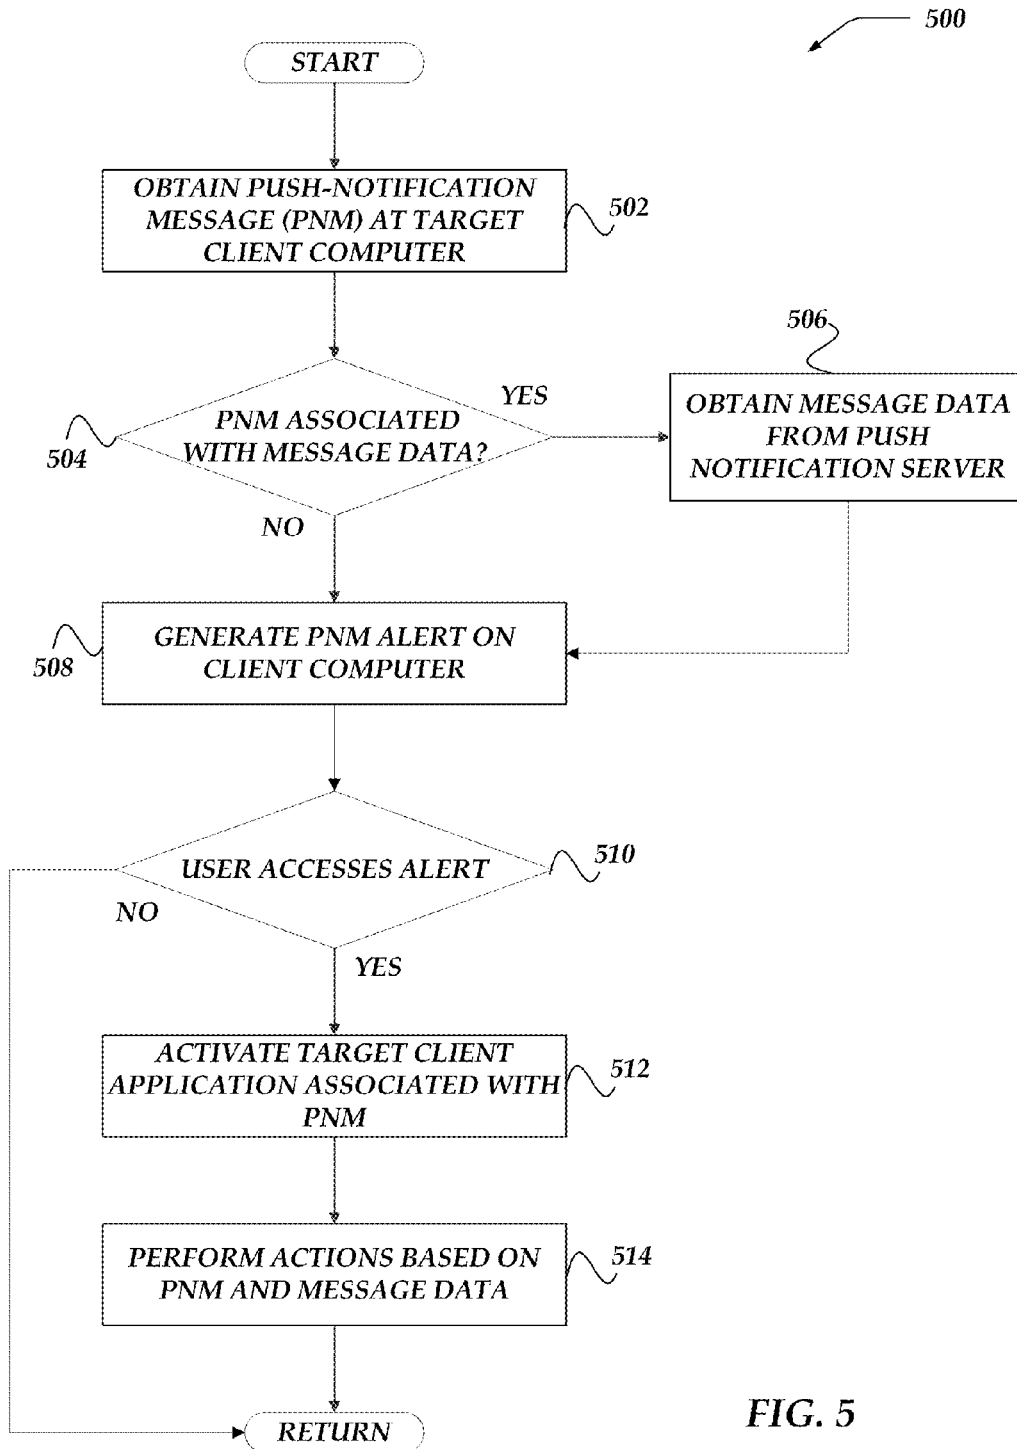 500
START
OBTAIN PUSH-NOTIFICATION
MESSAGE (PNM) AT TARGET
CLIENT COMPUTER
502
506
YES
PNM ASSOCIATED
WITH MESSAGE DATA?
504
OBTAIN MESSAGE DATA
FROM PUSH
NOTIFICATION SERVER
NO
GENERATE PNM ALERT ON
CLIENT COMPUTER
508
USER ACCESSES ALERT
510
NO
YES
ACTIVATE TARGET CLIENT
APPLICATION ASSOCIATED WITH
PNM
512
PERFORM ACTIONS BASED ON
PNM AND MESSAGE DATA
514
RETURN
FIG. 5